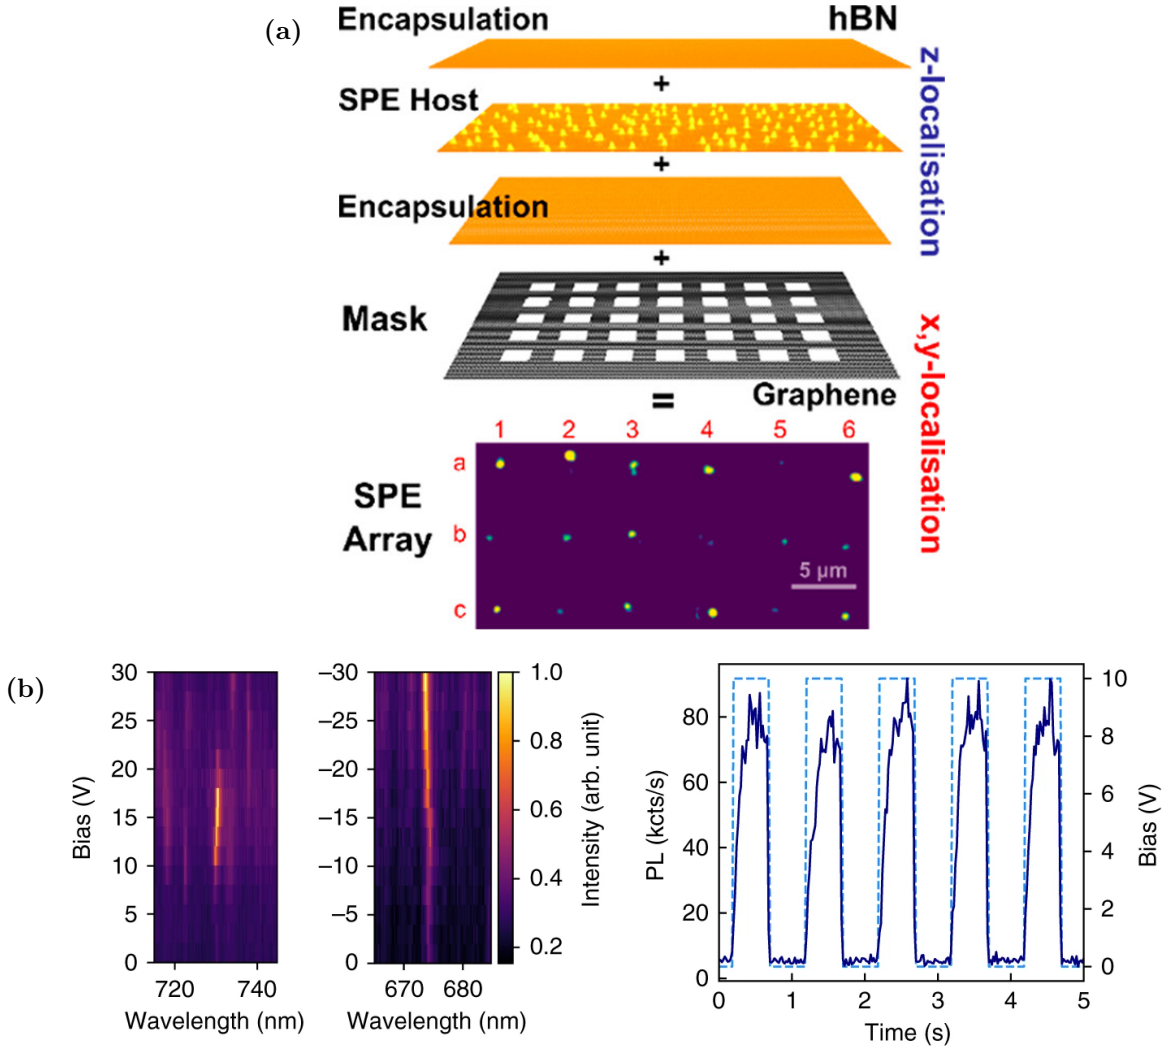 (a)
Encapsulation
hBN
z-localisation
+
SPE Host
+
Encapsulation
+
Mask
x,y-localisation
=
Graphene
1 2 3 4 5 6
a
SPE
Array
b
5 μm
c
(b)
30
25
20
15
10
5
0
Bias (V)
720 740
Wavelength (nm)
−30
−25
−20
−15
−10
−5
0
670 680
Wavelength (nm)
1.0
0.8
0.6
0.4
0.2
Intensity (arb. unit)
80
60
40
20
0
PL (kcts/s)
10
8
6
4
2
0
Bias (V)
0 1 2 3 4 5
Time (s)